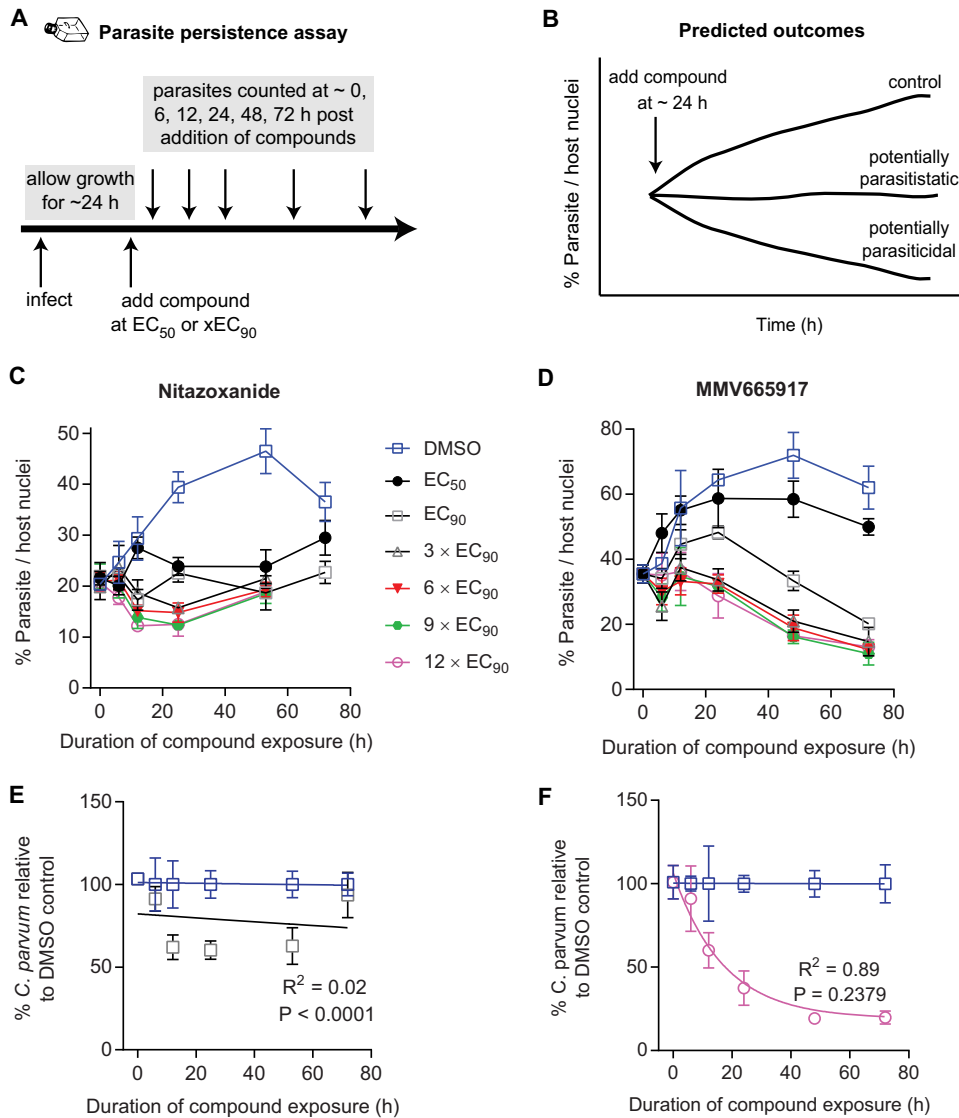 A
Parasite persistence assay
parasites counted at ~ 0,
6, 12, 24, 48, 72 h post
addition of compounds
allow growth
for ~24 h
infect
add compound
at EC50 or xEC90
B
Predicted outcomes
add compound
at ~ 24 h
control
potentially
parasitistatic
potentially
parasiticidal
% Parasite / host nuclei
Time (h)
C
Nitazoxanide
50
40
30
20
10
0
% Parasite / host nuclei
0 20 40 60 80
Duration of compound exposure (h)
DMSO
EC50
EC90
3 × EC90
6 × EC90
9 × EC90
12 × EC90
D
MMV665917
80
60
40
20
0
% Parasite / host nuclei
0 20 40 60 80
Duration of compound exposure (h)
E
150
100
50
0
% C. parvum relative
to DMSO control
R2 = 0.02
P < 0.0001
0 20 40 60 80
Duration of compound exposure (h)
F
150
100
50
0
% C. parvum relative
to DMSO control
R2 = 0.89
P = 0.2379
0 20 40 60 80
Duration of compound exposure (h)